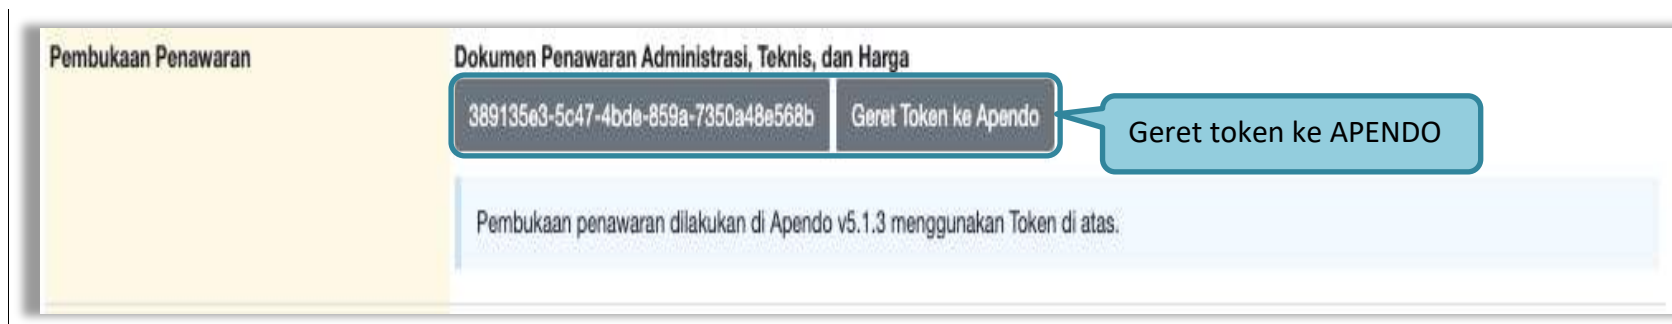 Pembukaan Penawaran
Dokumen Penawaran Administrasi, Teknis, dan Harga
389135e3-5c47-4bde-859a-7350a48e568b
Geret Token ke Apendo
Geret token ke APENDO
Pembukaan penawaran dilakukan di Apendo v5.1.3 menggunakan Token di atas.